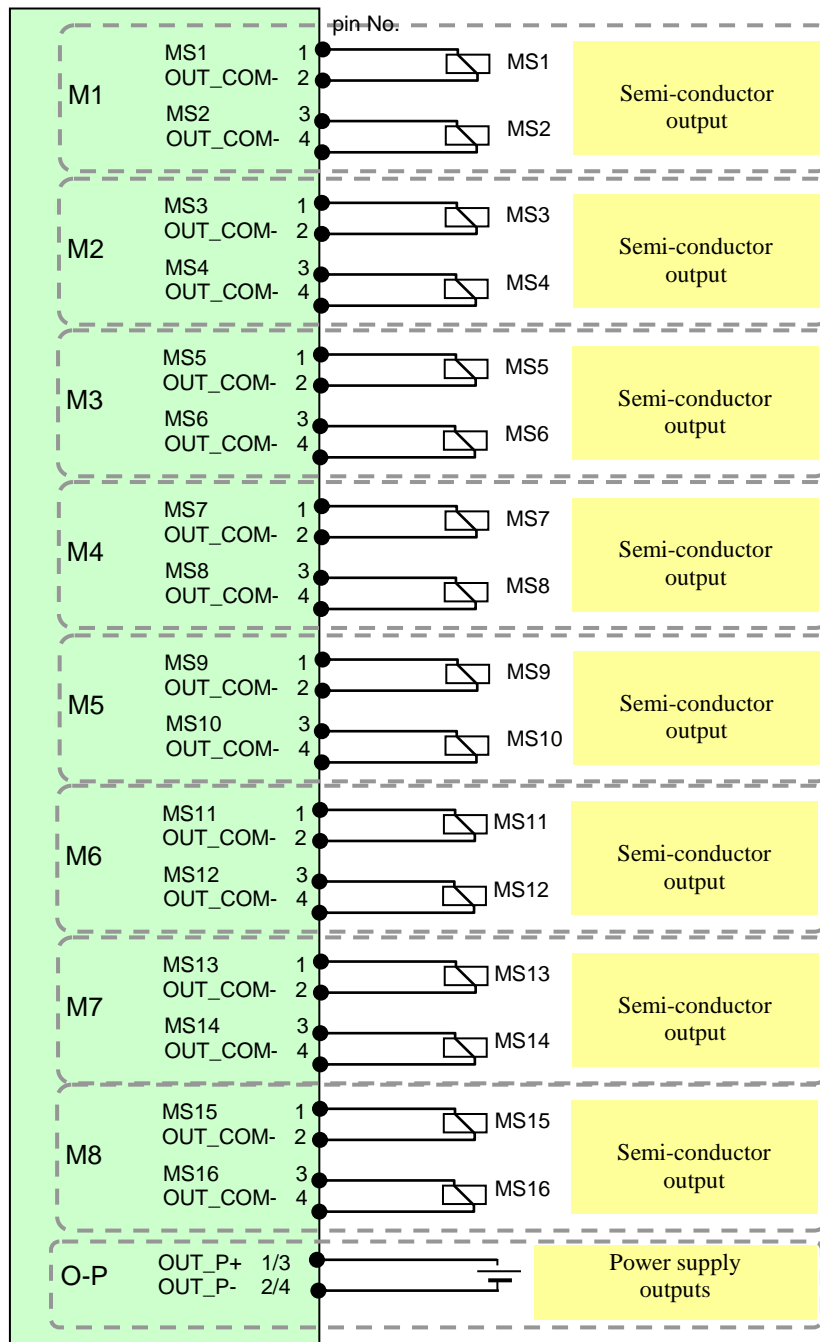 pin No.
MS1 1 MS1
OUT_COM- 2
M1
MS2 3 MS2
OUT_COM- 4
Semi-conductor
output
MS3 1 MS3
OUT_COM- 2
M2
MS4 3 MS4
OUT_COM- 4
Semi-conductor
output
MS5 1 MS5
OUT_COM- 2
M3
MS6 3 MS6
OUT_COM- 4
Semi-conductor
output
MS7 1 MS7
OUT_COM- 2
M4
MS8 3 MS8
OUT_COM- 4
Semi-conductor
output
MS9 1 MS9
OUT_COM- 2
M5
MS10 3 MS10
OUT_COM- 4
Semi-conductor
output
MS11 1 MS11
OUT_COM- 2
M6
MS12 3 MS12
OUT_COM- 4
Semi-conductor
output
MS13 1 MS13
OUT_COM- 2
M7
MS14 3 MS14
OUT_COM- 4
Semi-conductor
output
MS15 1 MS15
OUT_COM- 2
M8
MS16 3 MS16
OUT_COM- 4
Semi-conductor
output
O-P
OUT_P+ 1/3
OUT_P- 2/4
Power supply
outputs